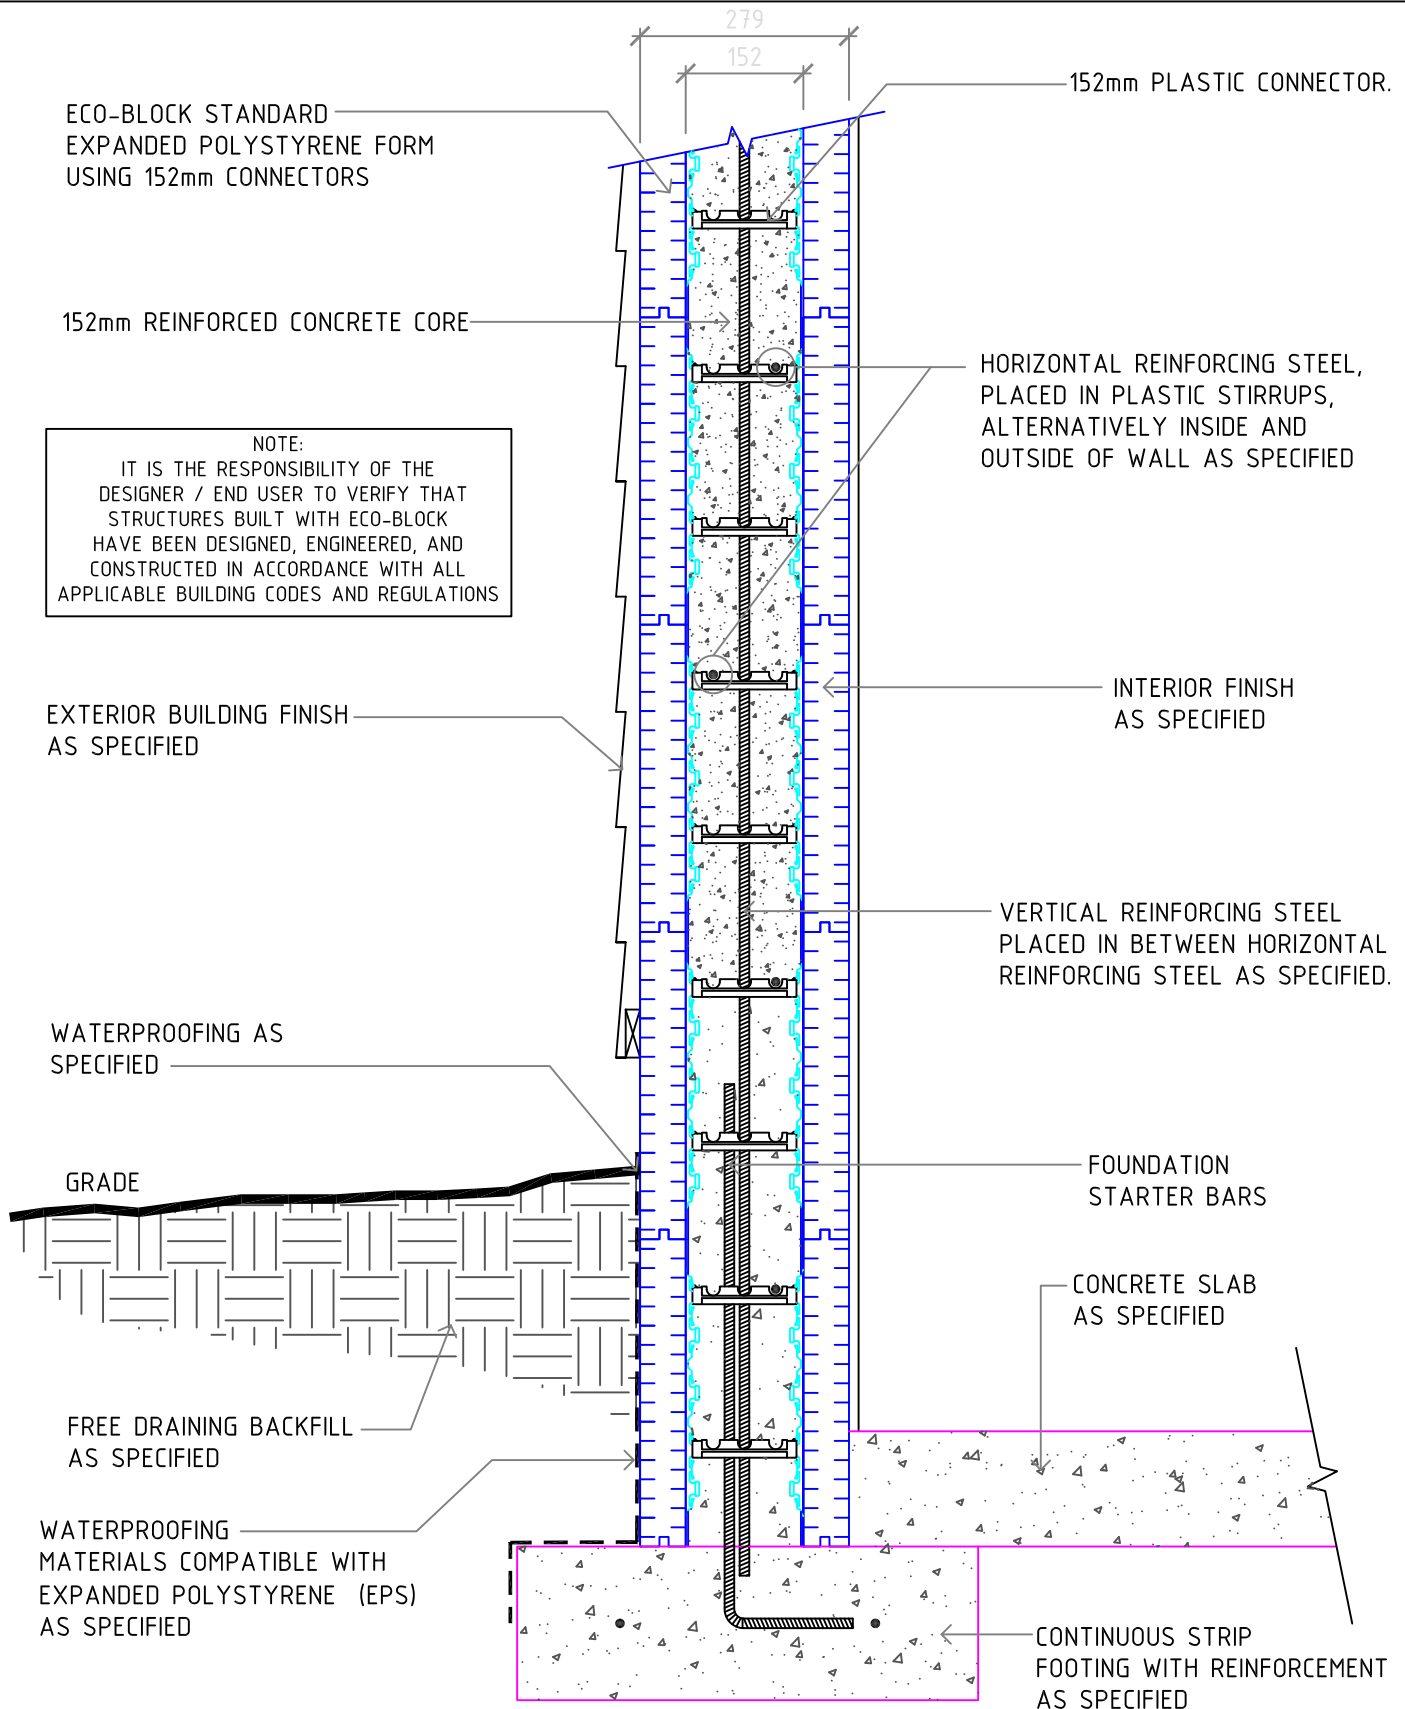 279
152
152mm PLASTIC CONNECTOR.
ECO-BLOCK STANDARD
EXPANDED POLYSTYRENE FORM
USING 152mm CONNECTORS
152mm REINFORCED CONCRETE CORE
HORIZONTAL REINFORCING STEEL,
PLACED IN PLASTIC STIRRUPS,
ALTERNATIVELY INSIDE AND
OUTSIDE OF WALL AS SPECIFIED
NOTE:
IT IS THE RESPONSIBILITY OF THE
DESIGNER / END USER TO VERIFY THAT
STRUCTURES BUILT WITH ECO-BLOCK
HAVE BEEN DESIGNED, ENGINEERED, AND
CONSTRUCTED IN ACCORDANCE WITH ALL
APPLICABLE BUILDING CODES AND REGULATIONS
INTERIOR FINISH
AS SPECIFIED
EXTERIOR BUILDING FINISH
AS SPECIFIED
VERTICAL REINFORCING STEEL
PLACED IN BETWEEN HORIZONTAL
REINFORCING STEEL AS SPECIFIED.
WATERPROOFING AS
SPECIFIED
GRADE
FOUNDATION
STARTER BARS
CONCRETE SLAB
AS SPECIFIED
FREE DRAINING BACKFILL
AS SPECIFIED
WATERPROOFING
MATERIALS COMPATIBLE WITH
EXPANDED POLYSTYRENE (EPS)
AS SPECIFIED
CONTINUOUS STRIP
FOOTING WITH REINFORCEMENT
AS SPECIFIED